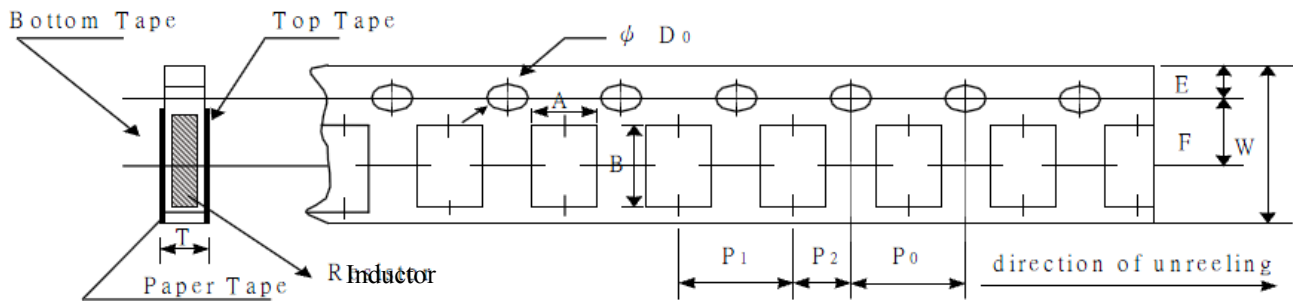 Bottom Tape
Top Tape
ϕ D0
E
A
F
W
B
T
P1
P2
P0
Inductor
direction of unreeling
Paper Tape